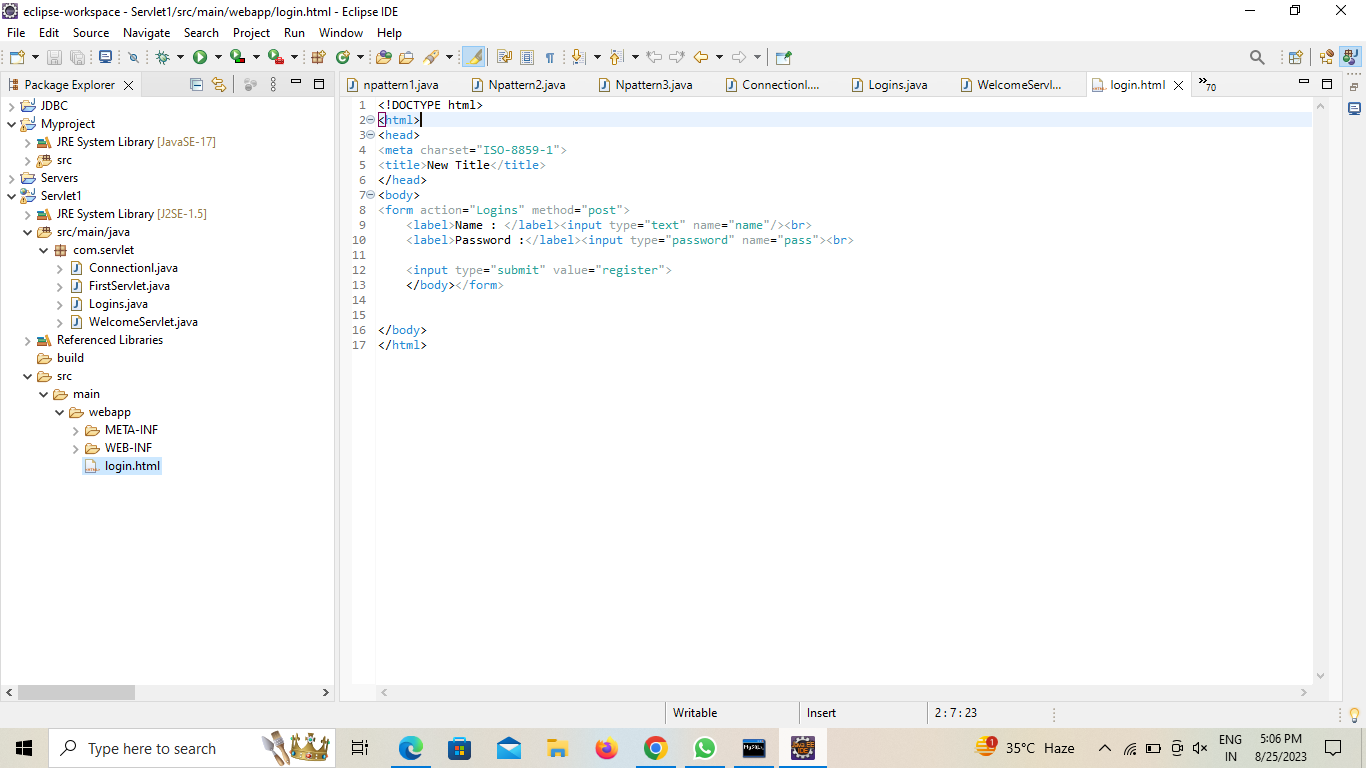 eclipse-workspace - Servlet1/src/main/webapp/login.html - Eclipse IDE
File Edit Source Navigate Search Project Run Window Help
Package Explorer
JDBC
Myproject
JRE System Library [JavaSE-17]
src
Servers
Servlet1
JRE System Library [J2SE-1.5]
src/main/java
com.servlet
ConnectionI.java
FirstServlet.java
Logins.java
WelcomeServlet.java
Referenced Libraries
build
src
main
webapp
META-INF
WEB-INF
login.html
npattern1.java Npattern2.java Npattern3.java ConnectionI.... Logins.java WelcomeServl... login.html »70
1 <!DOCTYPE html>
2 <html>
3 <head>
4 <meta charset="ISO-8859-1">
5 <title>New Title</title>
6 </head>
7 <body>
8 <form action="Logins" method="post">
9 <label>Name : </label><input type="text" name="name"/><br>
10 <label>Password :</label><input type="password" name="pass"><br>
11
12 <input type="submit" value="register">
13 </body></form>
14
15
16 </body>
17 </html>
Writable Insert 2 : 7 : 23
Type here to search
MySQL
35°C Haze
1
ENG
IN
5:06 PM
8/25/2023